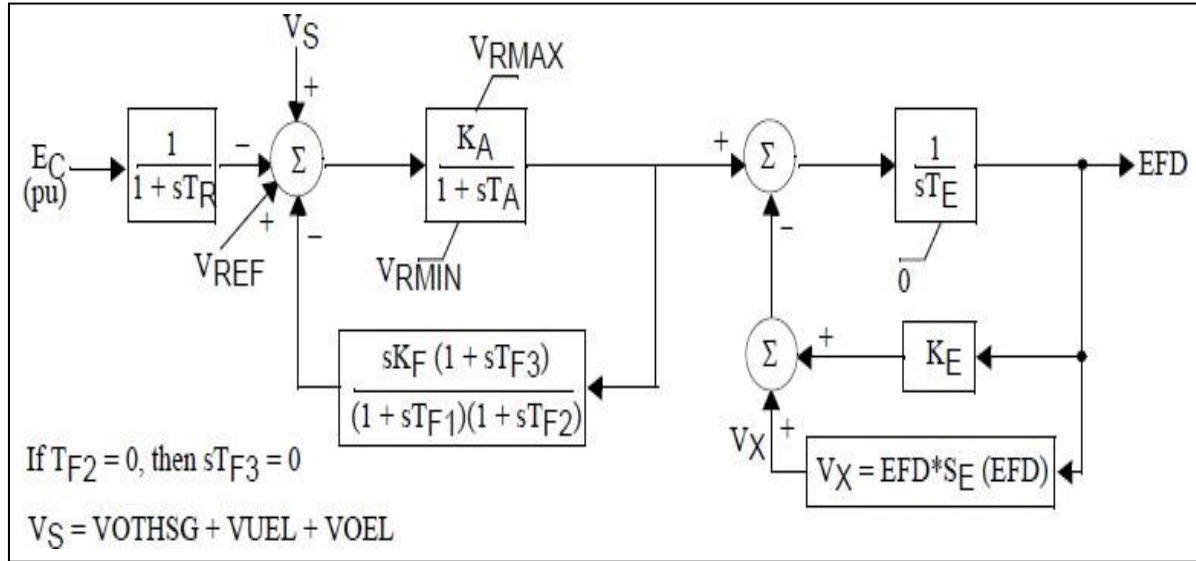 V_S
V_RMAX
+
E_C
(pu)
1
1 + sT_R
−
Σ
+
V_REF
−
K_A
1 + sT_A
V_RMIN
+
Σ
−
1
sT_E
0
EFD
sK_F (1 + sT_F3)
(1 + sT_F1)(1 + sT_F2)
Σ
+
K_E
V_X
+
V_X = EFD*S_E (EFD)
If T_F2 = 0, then sT_F3 = 0
V_S = VOTHSG + VUEL + VOEL